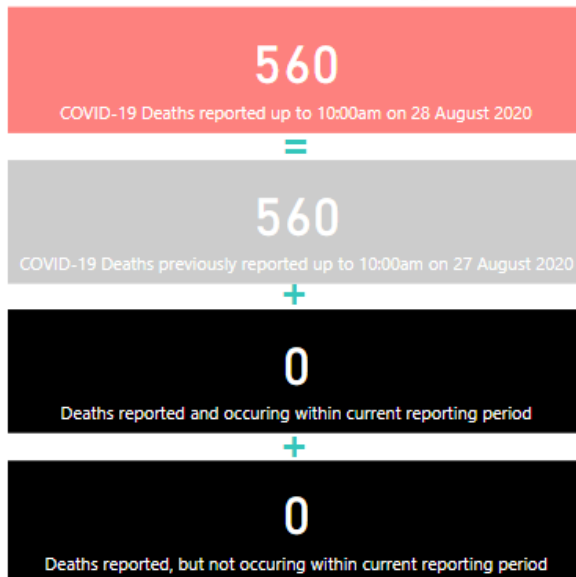 560
COVID-19 Deaths reported up to 10:00am on 28 August 2020
=
560
COVID-19 Deaths previously reported up to 10:00am on 27 August 2020
+
0
Deaths reported and occuring within current reporting period
+
0
Deaths reported, but not occuring within current reporting period